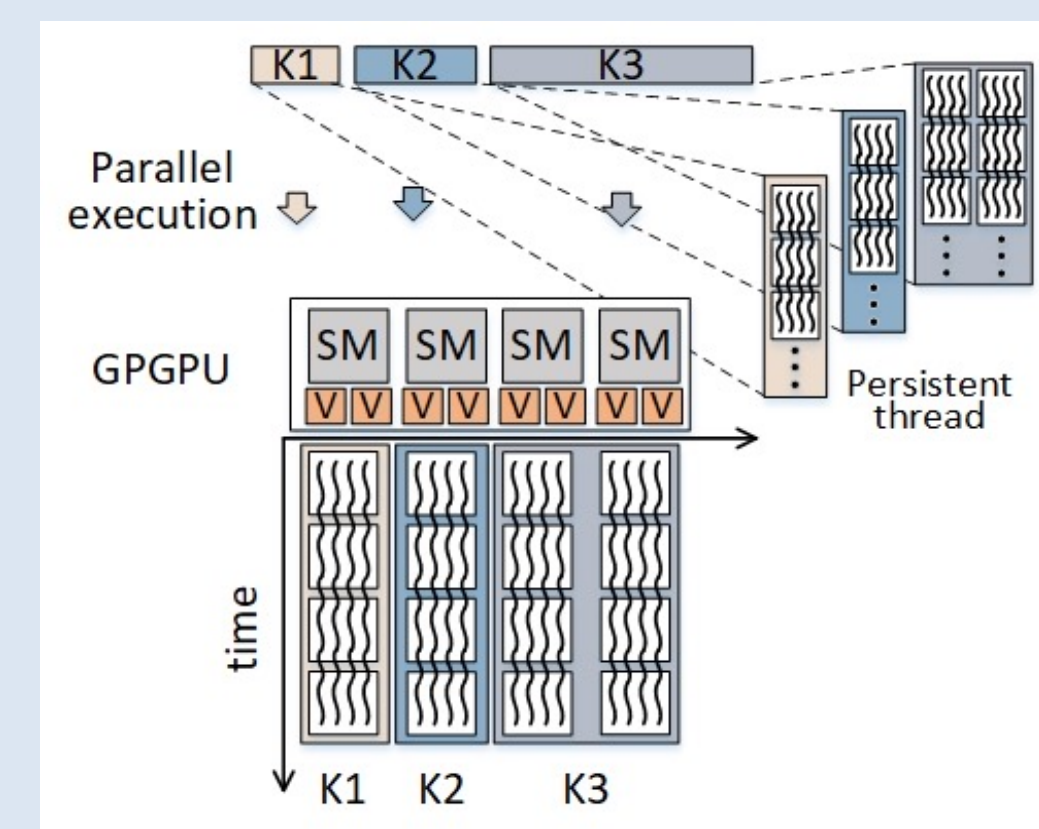 K1 K2 K3
Parallel
execution
GPGPU
SM SM SM SM
V V V V V V V V
Persistent
thread
time
K1 K2 K3